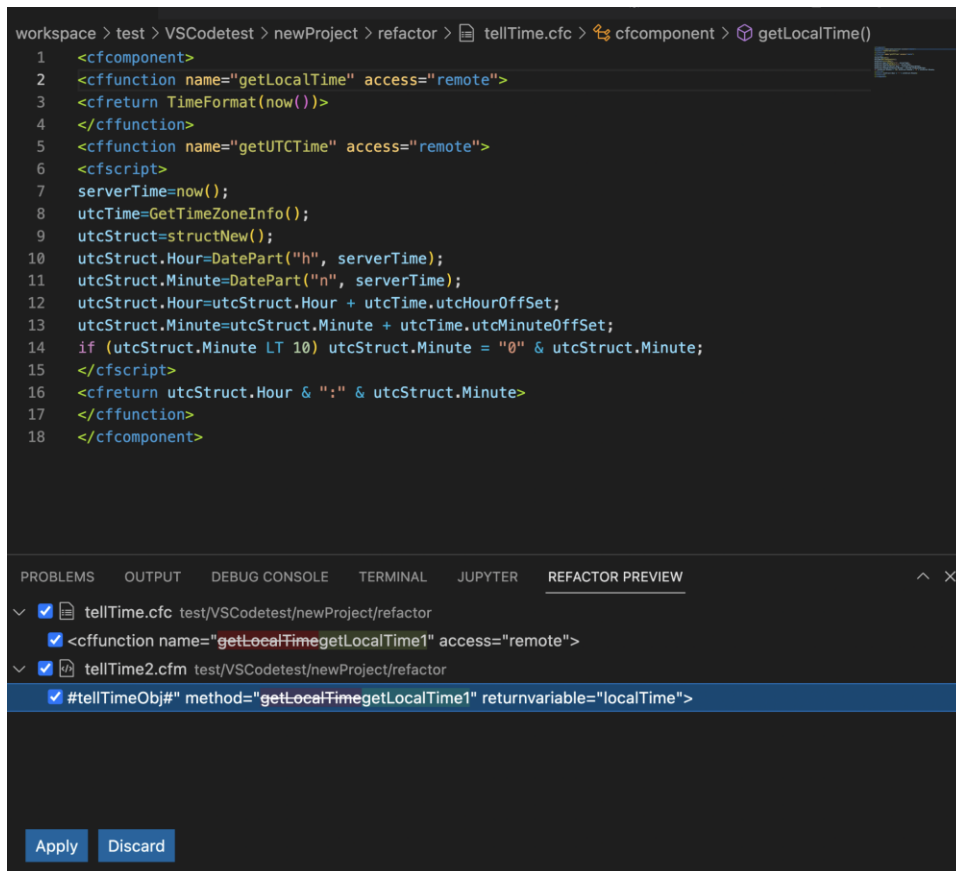 workspace > test > VSCodetest > newProject > refactor > tellTime.cfc > cfcomponent > getLocalTime()
1 <cfcomponent>
2 <cffunction name="getLocalTime" access="remote">
3 <cfreturn TimeFormat(now())>
4 </cffunction>
5 <cffunction name="getUTCTime" access="remote">
6 <cfscript>
7 serverTime=now();
8 utcTime=GetTimeZoneInfo();
9 utcStruct=structNew();
10 utcStruct.Hour=DatePart("h", serverTime);
11 utcStruct.Minute=DatePart("n", serverTime);
12 utcStruct.Hour=utcStruct.Hour + utcTime.utcHourOffSet;
13 utcStruct.Minute=utcStruct.Minute + utcTime.utcMinuteOffSet;
14 if (utcStruct.Minute LT 10) utcStruct.Minute = "0" & utcStruct.Minute;
15 </cfscript>
16 <cfreturn utcStruct.Hour & ":" & utcStruct.Minute>
17 </cffunction>
18 </cfcomponent>
PROBLEMS OUTPUT DEBUG CONSOLE TERMINAL JUPYTER REFACTOR PREVIEW
tellTime.cfc test/VSCodetest/newProject/refactor
<cffunction name="getLocalTimegetLocalTime1" access="remote">
tellTime2.cfm test/VSCodetest/newProject/refactor
#tellTimeObj#" method="getLocalTimegetLocalTime1" returnvariable="localTime">
Apply Discard